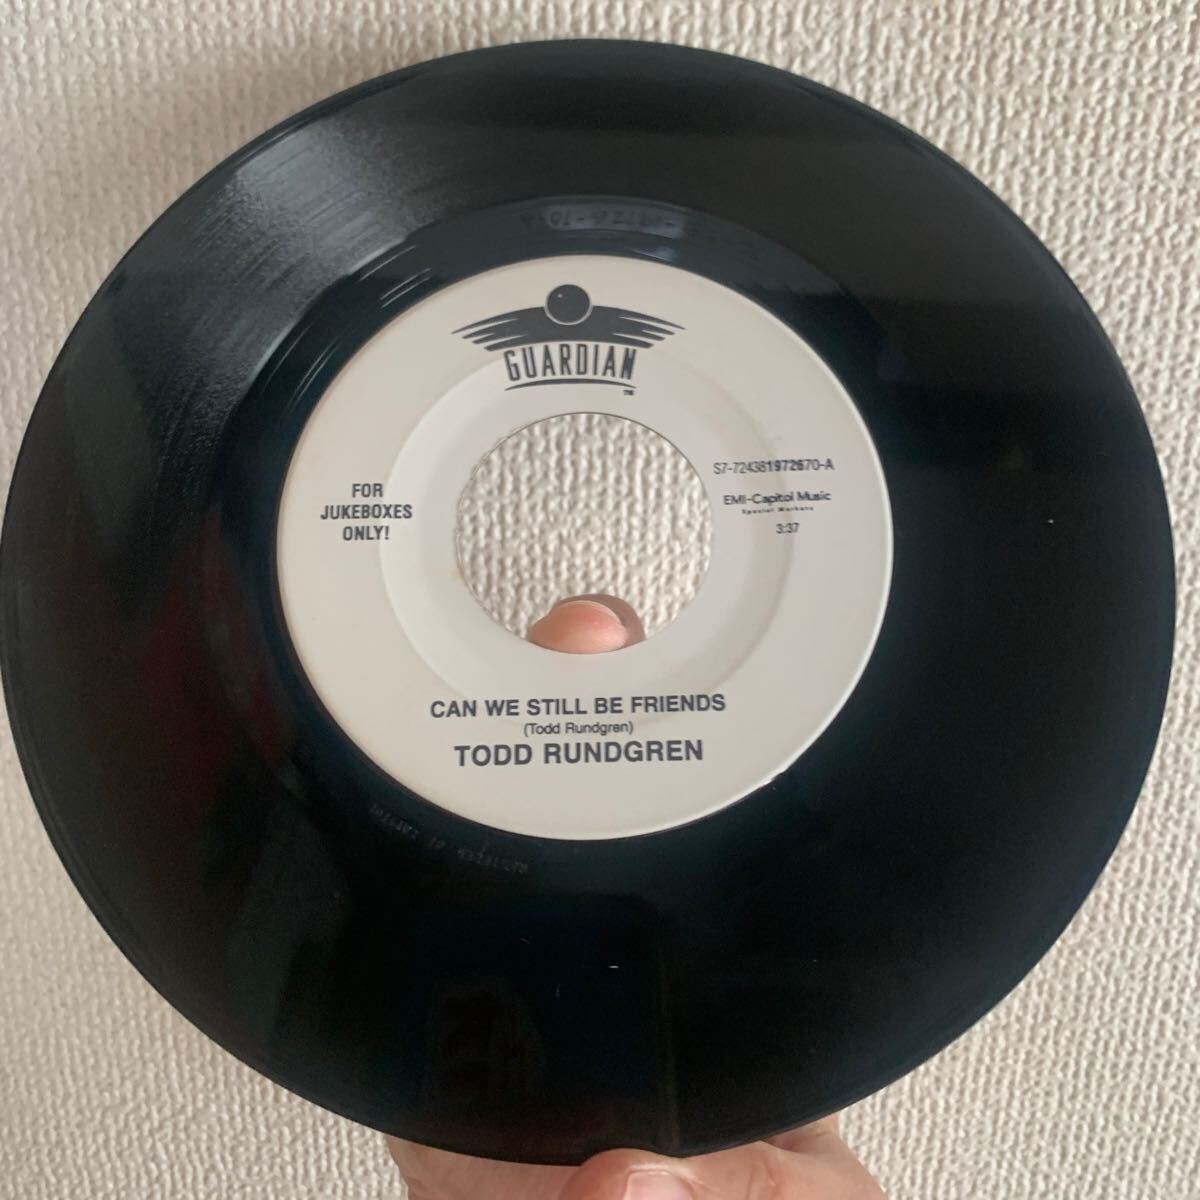 GUARDIAN
TM
FOR
JUKEBOXES
ONLY!
S7-724381972670-A
EMI-Capitol Music
Special Markets
3:37
CAN WE STILL BE FRIENDS
(Todd Rundgren)
TODD RUNDGREN